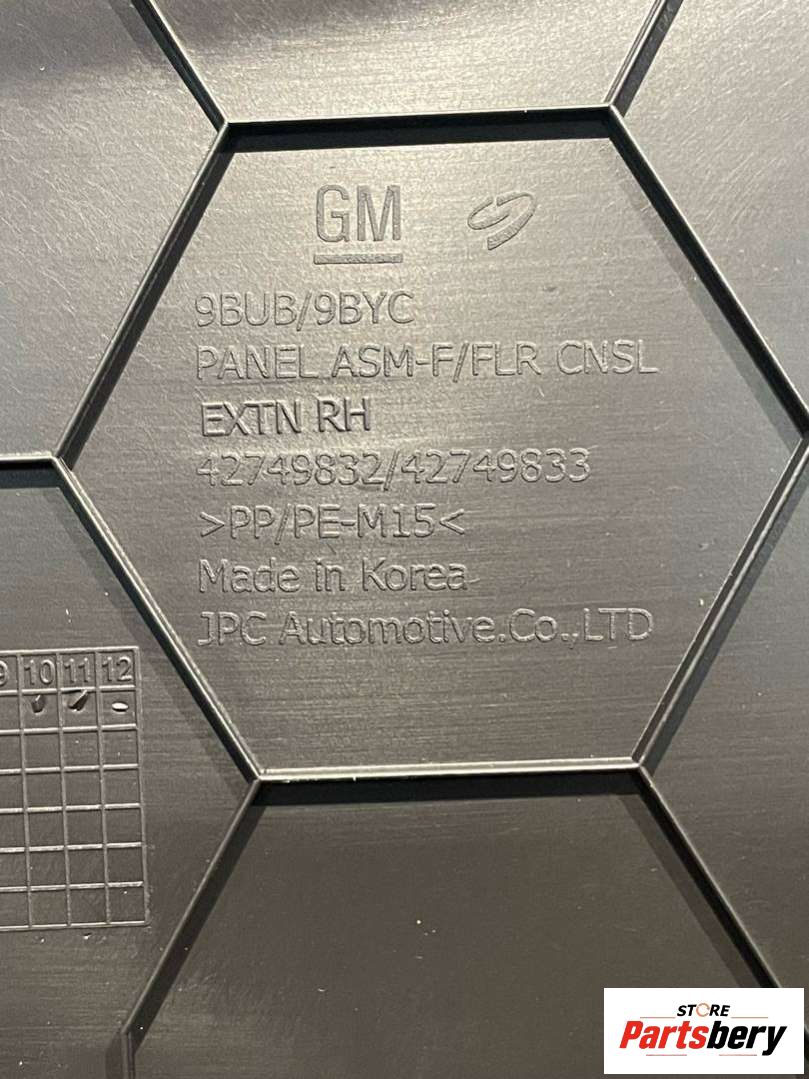 GM
9BUB/9BYC
PANEL ASM-F/FLR CNSL
EXTN RH
42749832/42749833
>PP/PE-M15<
Made in Korea
JPC Automotive.Co.,LTD
9 10 11 12
STORE
Partsbery